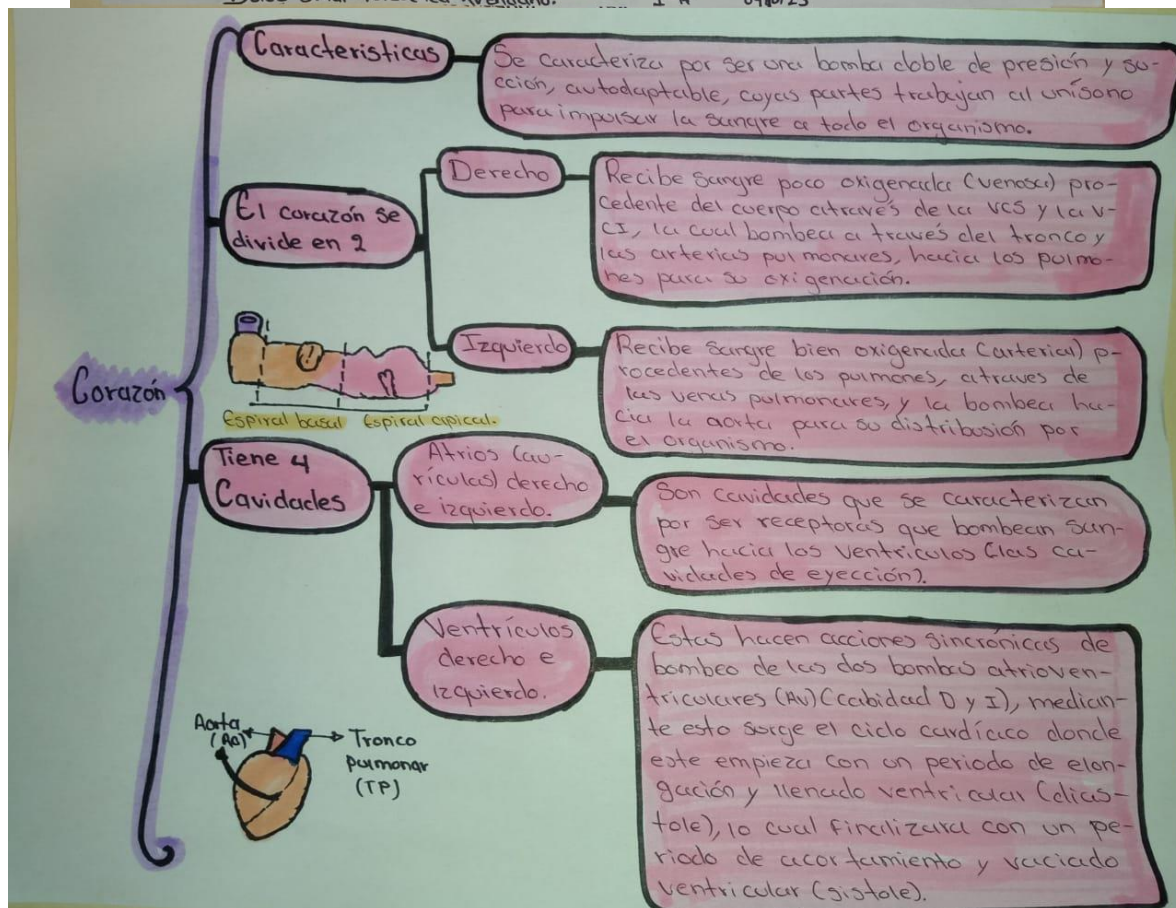 Corazón
Características
Se caracteriza por ser una bomba doble de presión y su-
cción, autodaptable, cuyas partes trabajan al unísono
para impulsar la sangre a todo el organismo.
El corazón se
divide en 2
Derecho
Recibe sangre poco oxigenada (venosa) pro-
cedente del cuerpo através de la VCS y la V-
CI, la cual bombea a través del tronco y
las arterias pulmonares, hacia los pulmo-
nes para su oxigenación.
Izquierdo
Recibe sangre bien oxigenada (arterial) p-
rocedentes de los pulmones, atraves de
las venas pulmonares, y la bombea ha-
cia la aorta para su distribusión por
el organismo.
Espiral basal Espiral apical.
Tiene 4
Cavidades
Atrios (au-
rículas) derecho
e izquierdo.
Son cavidades que se caracterizan
por ser receptoras que bombean san-
gre hacia los ventrículos (las ca-
vidades de eyección).
Ventrículos
derecho e
izquierdo.
Estas hacen acciones sincrónicas de
bombeo de las dos bombas atrioven-
triculares (AV) (cabidad D y I), median-
te esto surge el ciclo cardíaco donde
este empieza con un periodo de elon-
gación y llenado ventricular (dias-
tole), lo cual finalizara con un pe-
riodo de acortamiento y vaciado
ventricular (sistole).
Aorta
(Ao)
Tronco
pulmonar
(TP)